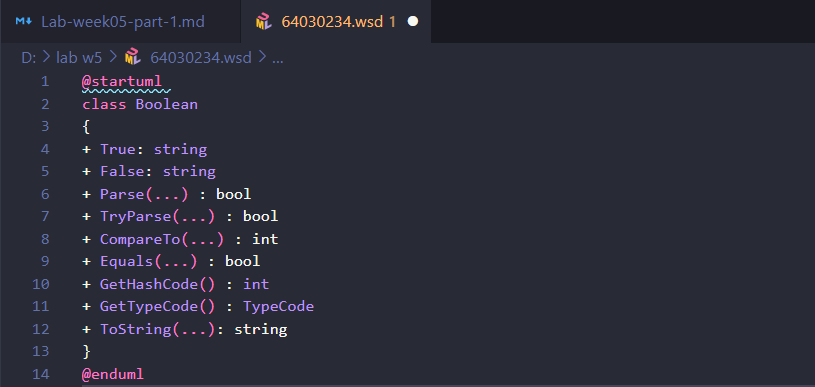 Lab-week05-part-1.md
64030234.wsd 1
D: > lab w5 > 64030234.wsd > ...
1 @startuml
2 class Boolean
3 {
4 + True: string
5 + False: string
6 + Parse(...) : bool
7 + TryParse(...) : bool
8 + CompareTo(...) : int
9 + Equals(...) : bool
10 + GetHashCode() : int
11 + GetTypeCode() : TypeCode
12 + ToString(...): string
13 }
14 @enduml